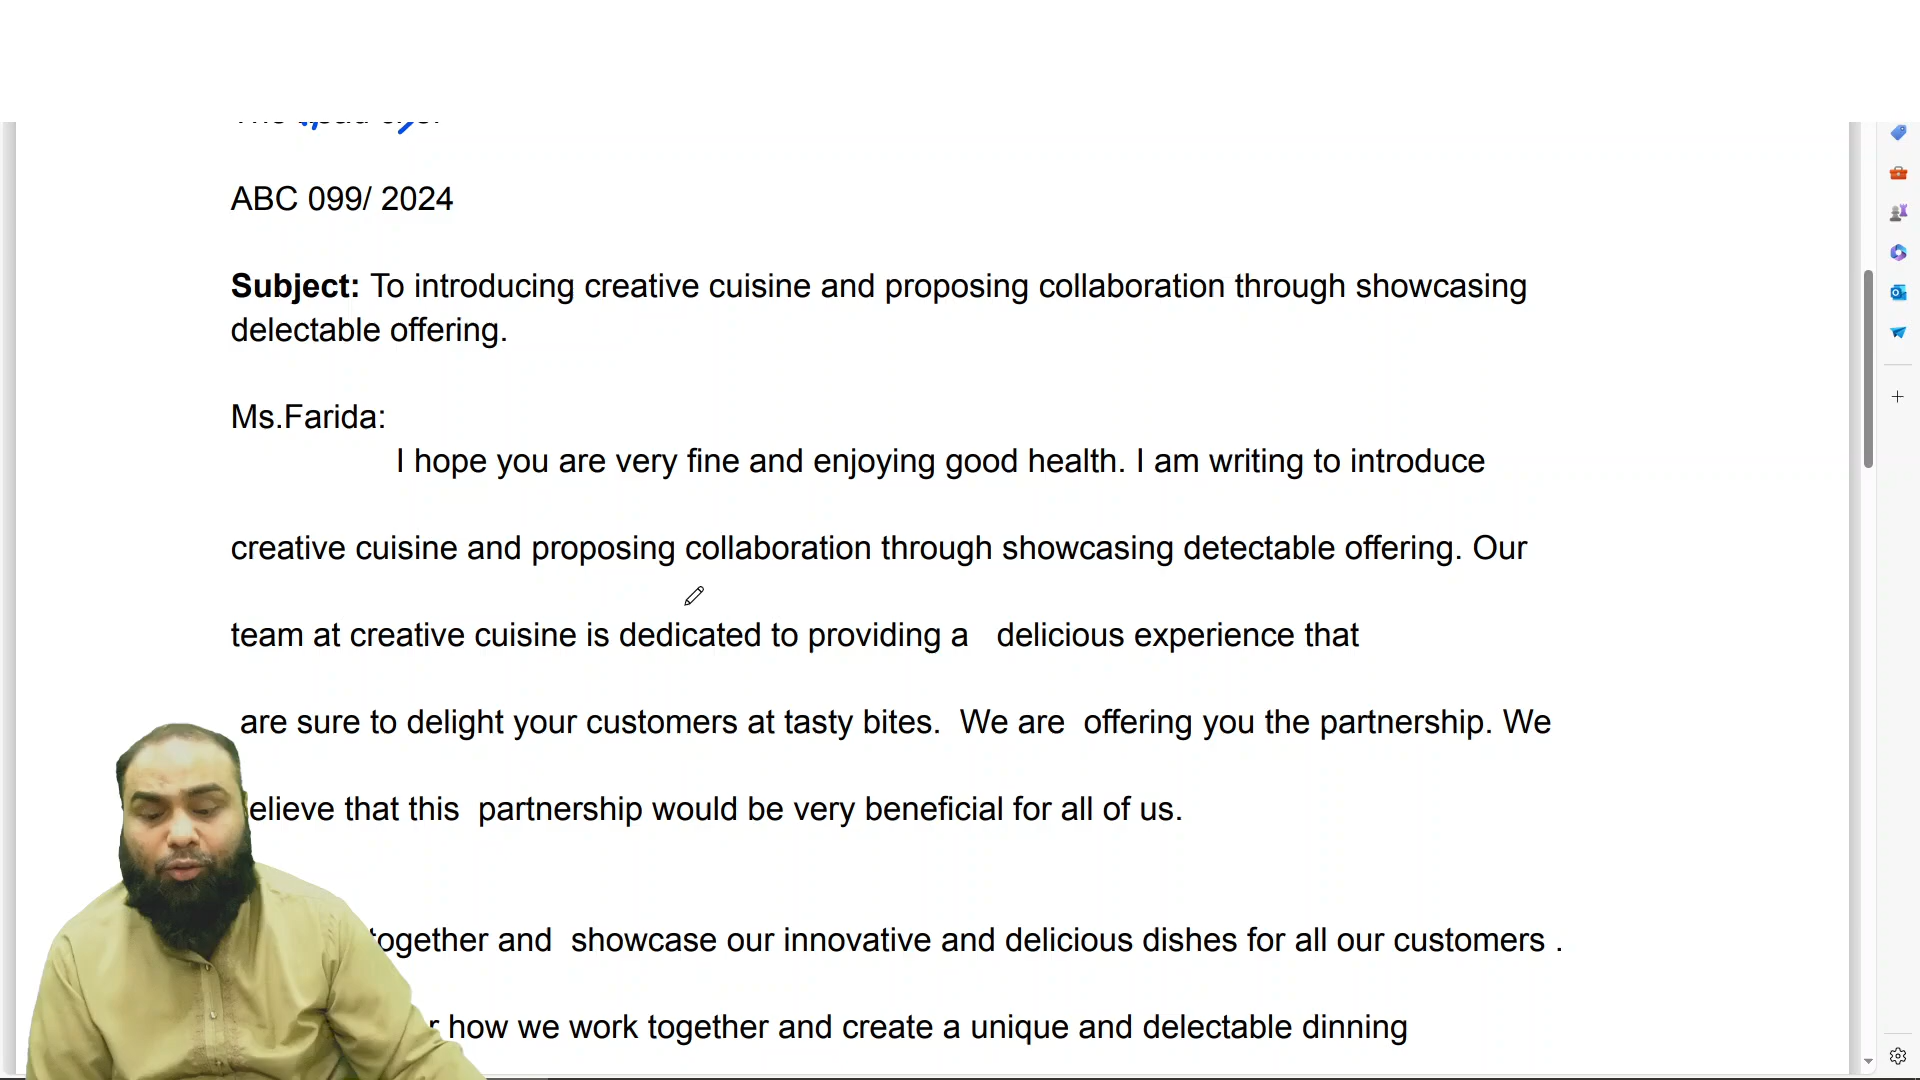 ABC 099/ 2024
Subject: To introducing creative cuisine and proposing collaboration through showcasing
delectable offering.
Ms.Farida:
I hope you are very fine and enjoying good health. I am writing to introduce
creative cuisine and proposing collaboration through showcasing detectable offering. Our
team at creative cuisine is dedicated to providing a   delicious experience that
are sure to delight your customers at tasty bites.  We are  offering you the partnership. We
elieve that this  partnership would be very beneficial for all of us.
together and  showcase our innovative and delicious dishes for all our customers .
how we work together and create a unique and delectable dinning